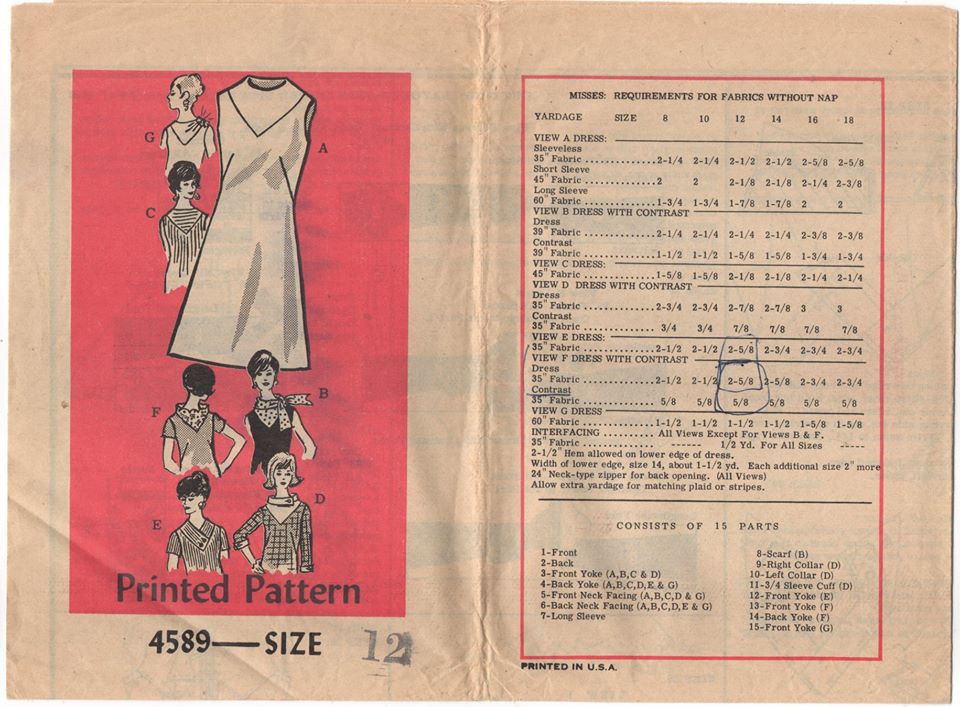 G
A
C
B
F
D
E
Printed Pattern
4589—SIZE 12
MISSES: REQUIREMENTS FOR FABRICS WITHOUT NAP
YARDAGE SIZE 8 10 12 14 16 18
VIEW A DRESS:
Sleeveless
35" Fabric .............2-1/4 2-1/4 2-1/2 2-1/2 2-5/8 2-5/8
Short Sleeve
45" Fabric .............2 2 2-1/8 2-1/8 2-1/4 2-3/8
Long Sleeve
60" Fabric .............1-3/4 1-3/4 1-7/8 1-7/8 2 2
VIEW B DRESS WITH CONTRAST
Dress
39" Fabric .............2-1/4 2-1/4 2-1/4 2-1/4 2-3/8 2-3/8
Contrast
39" Fabric .............1-1/2 1-1/2 1-5/8 1-5/8 1-3/4 1-3/4
VIEW C DRESS:
45" Fabric .............1-5/8 1-5/8 2-1/8 2-1/8 2-1/4 2-1/4
VIEW D DRESS WITH CONTRAST
Dress
35" Fabric .............2-3/4 2-3/4 2-7/8 2-7/8 3 3
Contrast
35" Fabric ............. 3/4 3/4 7/8 7/8 7/8 7/8
VIEW E DRESS:
35" Fabric .............2-1/2 2-1/2 2-5/8 2-3/4 2-3/4 2-3/4
VIEW F DRESS WITH CONTRAST
Dress
35" Fabric .............2-1/2 2-1/2 2-5/8 2-5/8 2-3/4 2-3/4
Contrast
35" Fabric ............. 5/8 5/8 5/8 5/8 5/8 5/8
VIEW G DRESS
60" Fabric .............1-1/2 1-1/2 1-1/2 1-1/2 1-5/8 1-5/8
INTERFACING .......... All Views Except For Views B & F.
35" Fabric ............. ------ 1/2 Yd. For All Sizes -----
2-1/2" Hem allowed on lower edge of dress.
Width of lower edge, size 14, about 1-1/2 yd. Each additional size 2" more
24" Neck-type zipper for back opening. (All Views)
Allow extra yardage for matching plaid or stripes.
CONSISTS OF 15 PARTS
1-Front
2-Back
3-Front Yoke (A,B,C & D)
4-Back Yoke (A,B,C,D,E & G)
5-Front Neck Facing (A,B,C,D & G)
6-Back Neck Facing (A,B,C,D,E & G)
7-Long Sleeve
8-Scarf (B)
9-Right Collar (D)
10-Left Collar (D)
11-3/4 Sleeve Cuff (D)
12-Front Yoke (E)
13-Front Yoke (F)
14-Back Yoke (F)
15-Front Yoke (G)
PRINTED IN U.S.A.